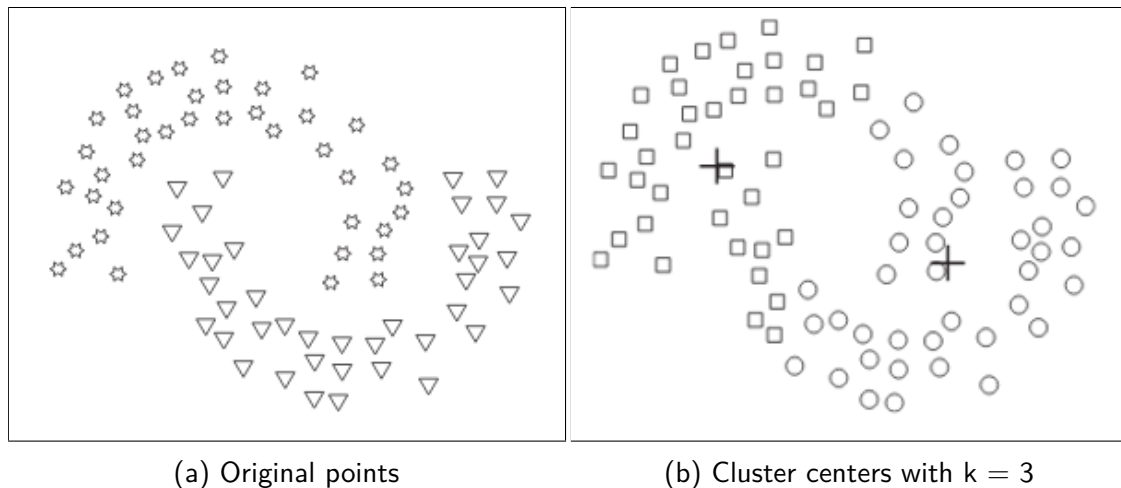 (a) Original points
(b) Cluster centers with k = 3